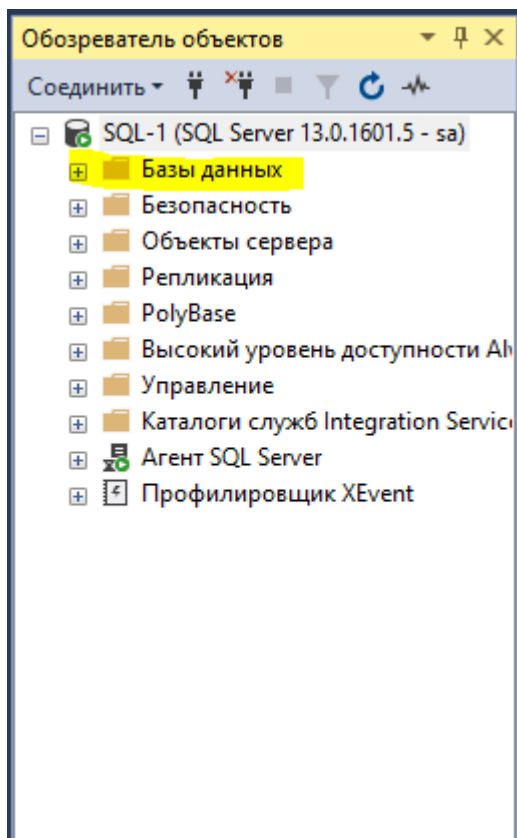 Обозреватель объектов
Соединить
SQL-1 (SQL Server 13.0.1601.5 - sa)
Базы данных
Безопасность
Объекты сервера
Репликация
PolyBase
Высокий уровень доступности
Управление
Каталоги служб Integration
Агент SQL Server
Профилировщик XEvent